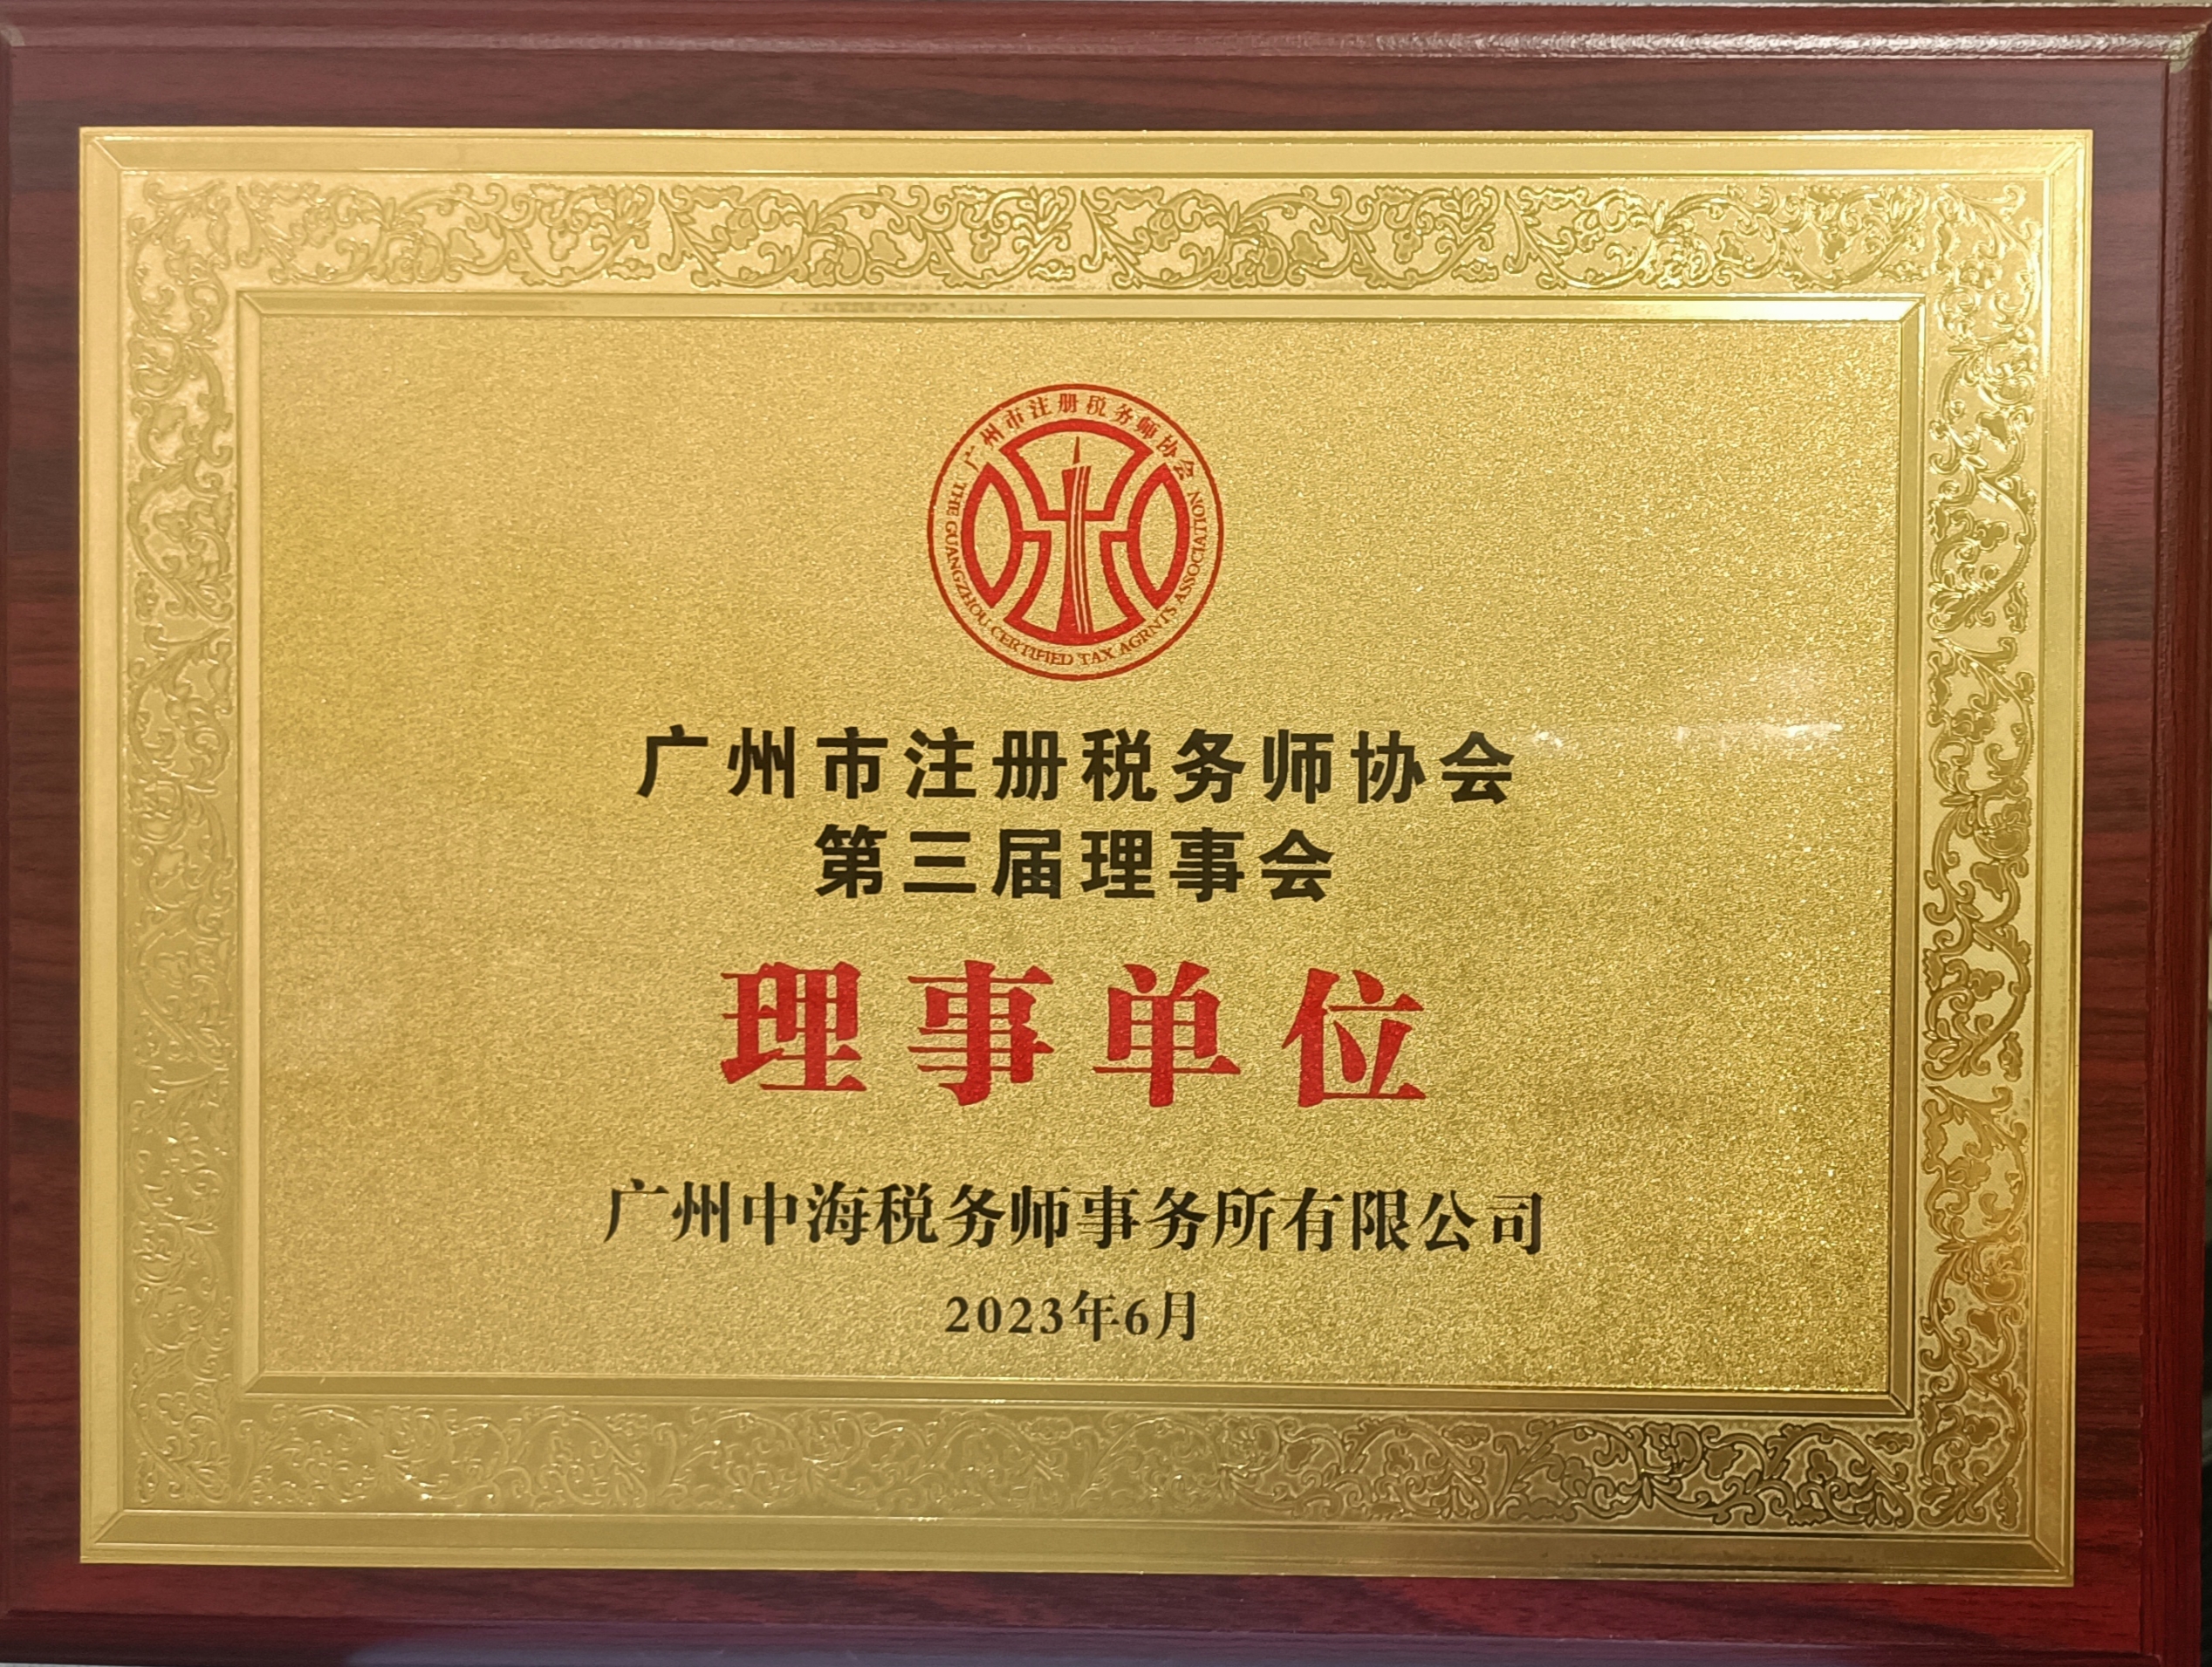 广州市注册税务师协会
THE GUANGZHOU CERTIFIED TAX AGRNTS ASSOCIATION
广州市注册税务师协会
第三届理事会
理事单位
广州中海税务师事务所有限公司
2023年6月